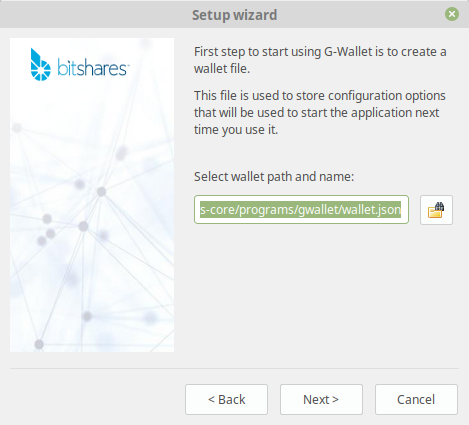 Setup wizard
bitshares
First step to start using G-Wallet is to create a
wallet file.
This file is used to store configuration options
that will be used to start the application next
time you use it.
Select wallet path and name:
s-core/programs/gwallet/wallet.json
< Back
Next >
Cancel